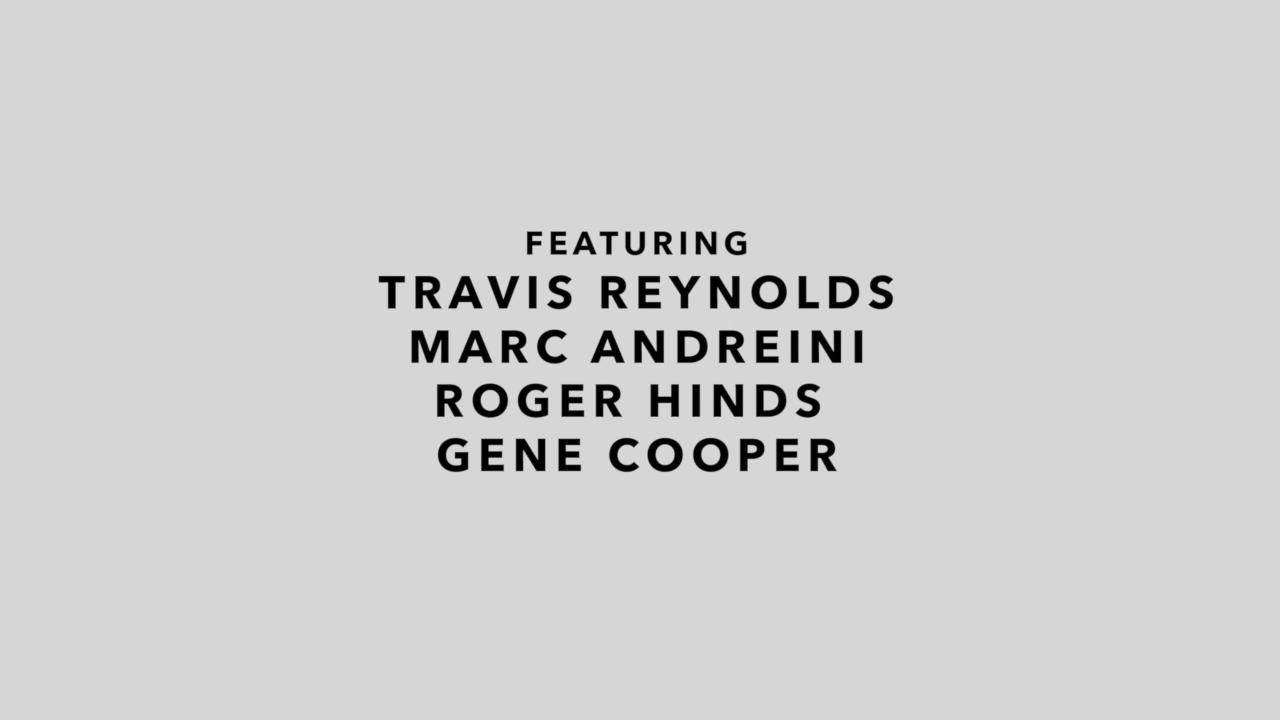 FEATURING
TRAVIS REYNOLDS
MARC ANDREINI
ROGER HINDS
GENE COOPER